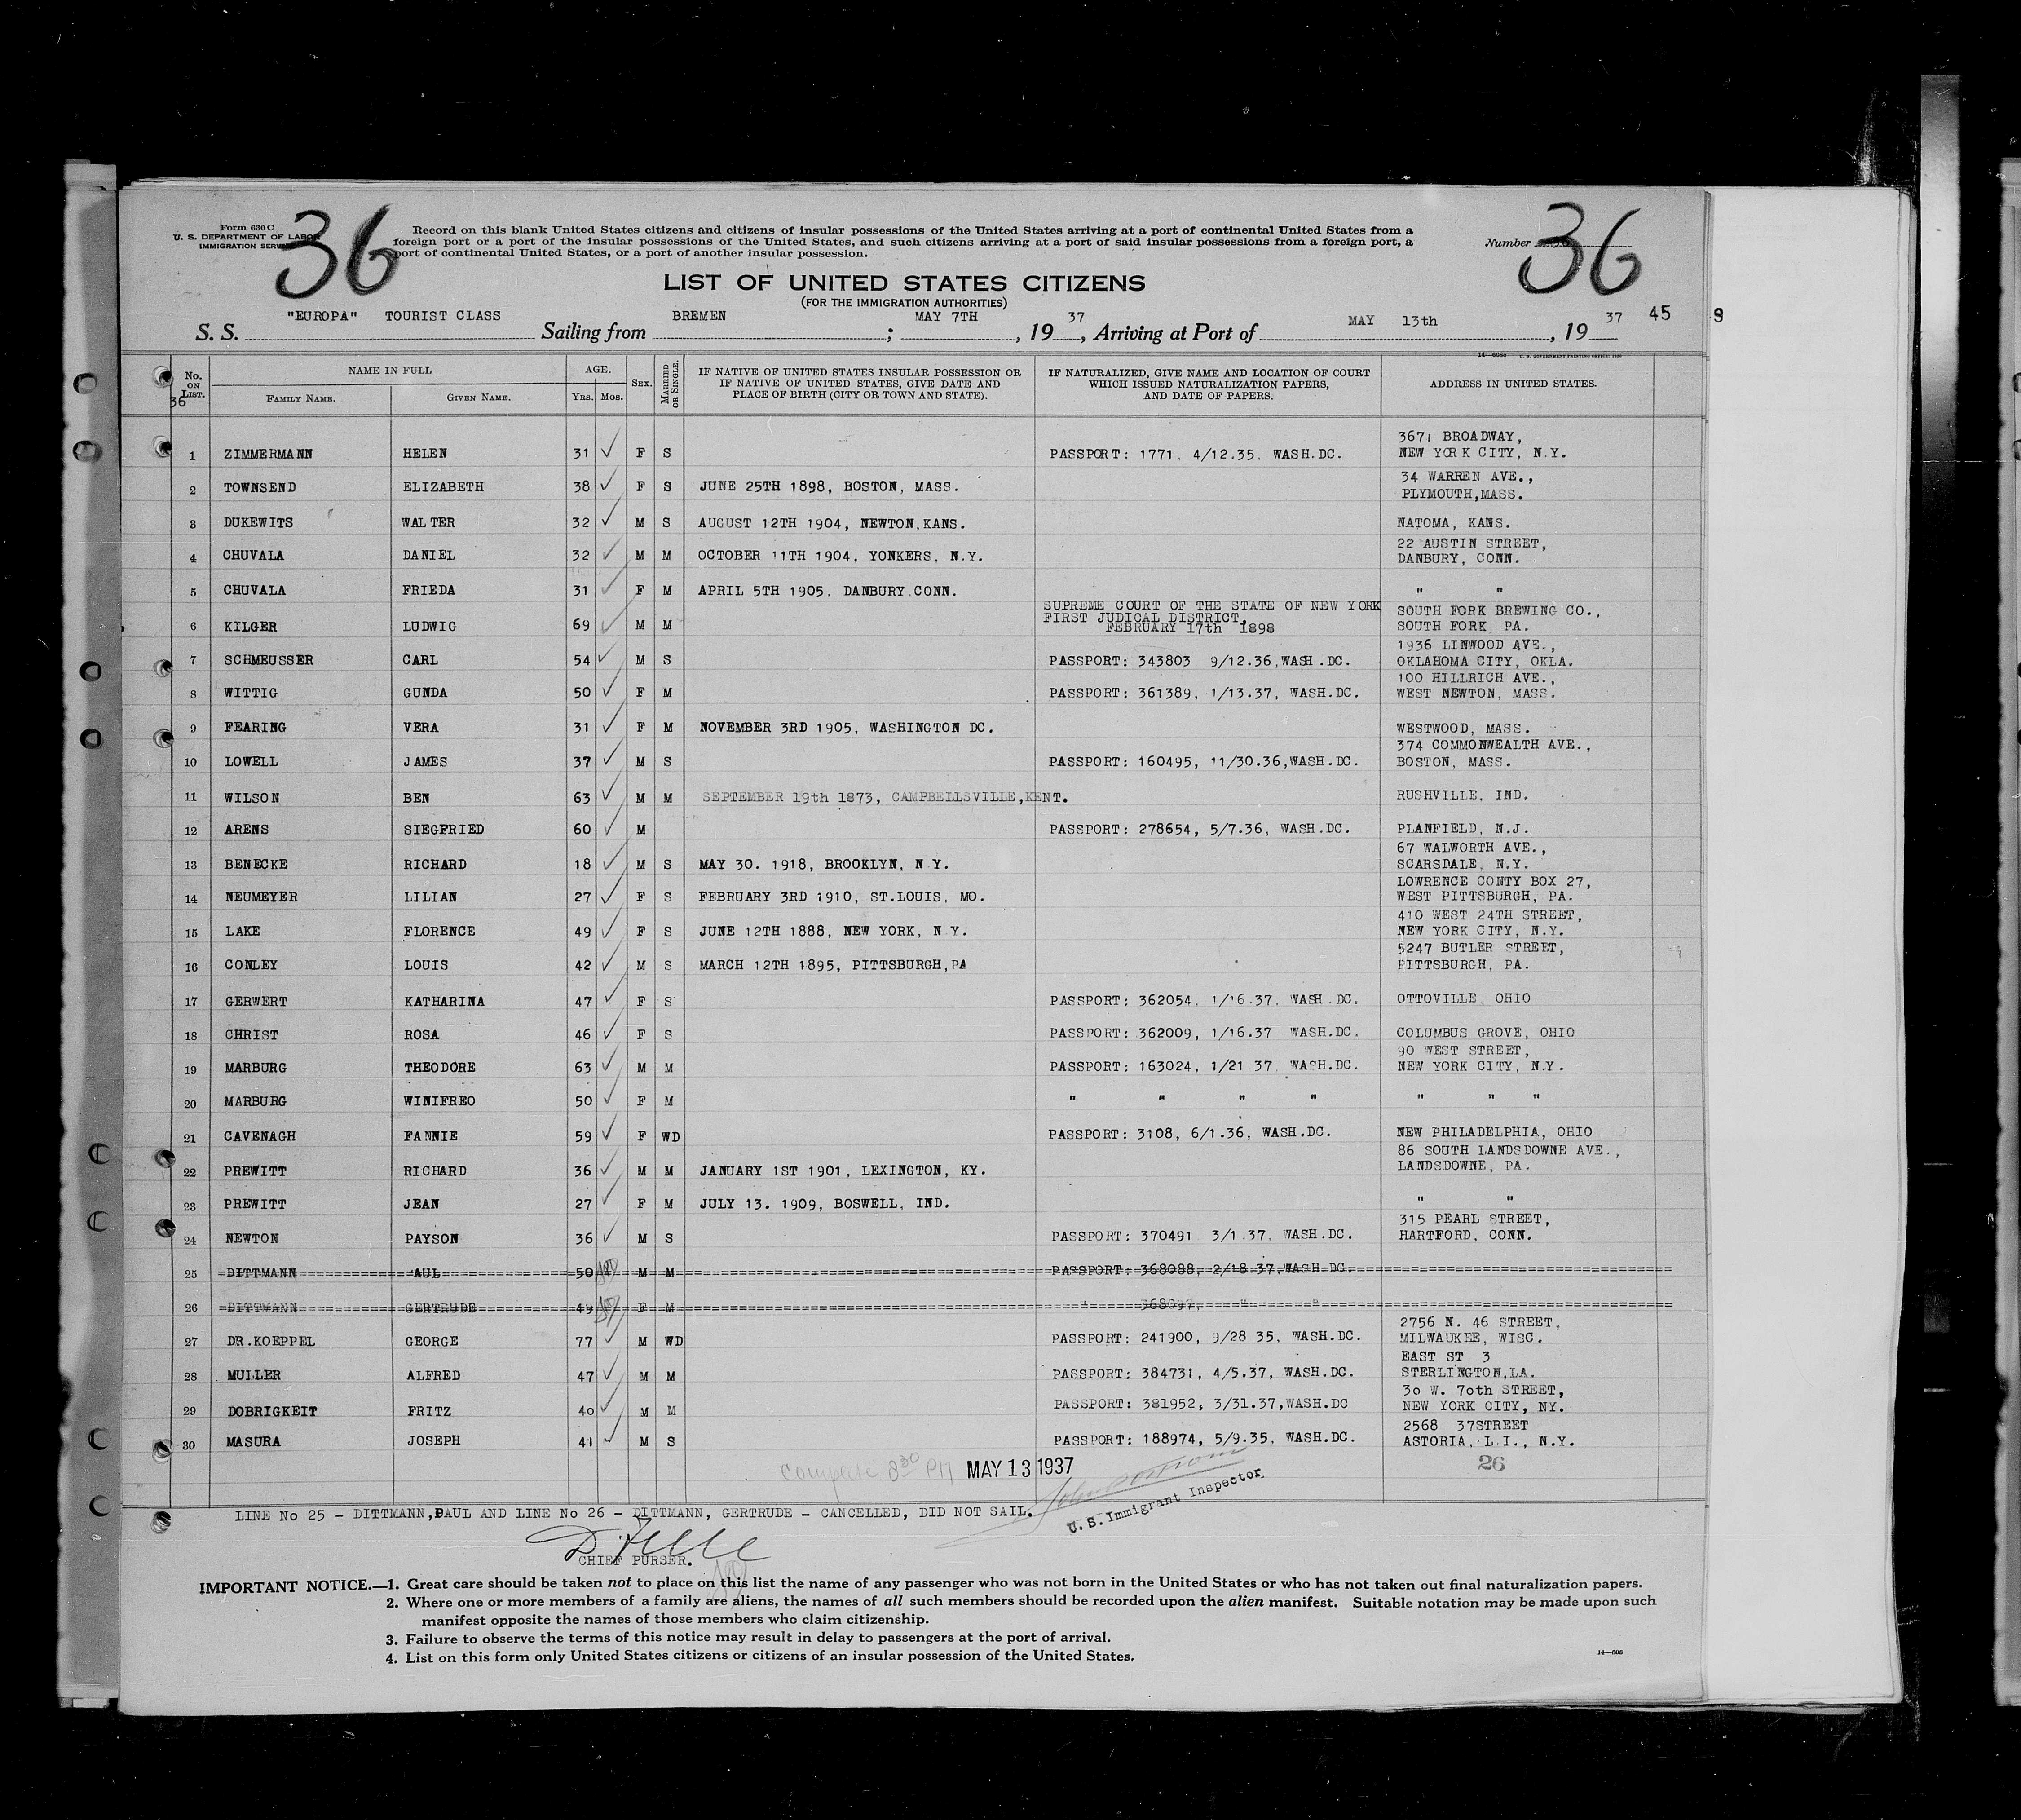 36
36
Form 630 C
U. S. DEPARTMENT OF LABOR
IMMIGRATION SERVICE
Record on this blank United States citizens and citizens of insular possessions of the United States arriving at a port of continental United States from a
foreign port or a port of the insular possessions of the United States, and such citizens arriving at a port of said insular possessions from a foreign port, a
port of continental United States, or a port of another insular possession.
Number
LIST OF UNITED STATES CITIZENS
(FOR THE IMMIGRATION AUTHORITIES)
S. S. "EUROPA" TOURIST CLASS Sailing from BREMEN ; MAY 7TH , 19 37, Arriving at Port of MAY 13th , 19 37 45 9
No. ON LIST. NAME IN FULL FAMILY NAME. GIVEN NAME. AGE. YRS. MOS. SEX. MARRIED OR SINGLE. IF NATIVE OF UNITED STATES INSULAR POSSESSION OR IF NATIVE OF UNITED STATES, GIVE DATE AND PLACE OF BIRTH (CITY OR TOWN AND STATE). IF NATURALIZED, GIVE NAME AND LOCATION OF COURT WHICH ISSUED NATURALIZATION PAPERS, AND DATE OF PAPERS. ADDRESS IN UNITED STATES.
36
1 ZIMMERMANN HELEN 31 ✓ F S PASSPORT: 1771, 4/12.35, WASH.DC. 3671 BROADWAY, NEW YORK CITY, N.Y.
2 TOWNSEND ELIZABETH 38 ✓ F S JUNE 25TH 1898, BOSTON, MASS. 34 WARREN AVE., PLYMOUTH,MASS.
3 DUKEWITS WALTER 32 ✓ M S AUGUST 12TH 1904, NEWTON,KANS. NATOMA, KANS.
4 CHUVALA DANIEL 32 ✓ M M OCTOBER 11TH 1904, YONKERS, N.Y. 22 AUSTIN STREET, DANBURY, CONN.
5 CHUVALA FRIEDA 31 ✓ F M APRIL 5TH 1905, DANBURY,CONN. " "
6 KILGER LUDWIG 69 ✓ M M SUPREME COURT OF THE STATE OF NEW YORK FIRST JUDICAL DISTRICT, FEBRUARY 17th 1898 SOUTH FORK BREWING CO., SOUTH FORK PA.
7 SCHMEUSSER CARL 54 ✓ M S PASSPORT: 343803 9/12.36,WASH.DC. 1936 LINWOOD AVE., OKLAHOMA CITY, OKLA.
8 WITTIG GUNDA 50 ✓ F M PASSPORT: 361389, 1/13.37, WASH.DC. 100 HILLRICH AVE., WEST NEWTON, MASS.
9 FEARING VERA 31 ✓ F M NOVEMBER 3RD 1905, WASHINGTON DC. WESTWOOD, MASS.
10 LOWELL JAMES 37 ✓ M S PASSPORT: 160495, 11/30.36,WASH.DC. 374 COMMONWEALTH AVE., BOSTON, MASS.
11 WILSON BEN 63 ✓ M M SEPTEMBER 19th 1873, CAMPBELLSVILLE,KENT. RUSHVILLE, IND.
12 ARENS SIEGFRIED 60 ✓ M PASSPORT: 278654, 5/7.36, WASH.DC. PLANFIELD, N.J.
13 BENECKE RICHARD 18 ✓ M S MAY 30. 1918, BROOKLYN, N.Y. 67 WALWORTH AVE., SCARSDALE, N.Y.
14 NEUMEYER LILIAN 27 ✓ F S FEBRUARY 3RD 1910, ST.LOUIS, MO. LOWRENCE CONTY BOX 27, WEST PITTSBURGH, PA.
15 LAKE FLORENCE 49 ✓ F S JUNE 12TH 1888, NEW YORK, N.Y. 410 WEST 24TH STREET, NEW YORK CITY, N.Y.
16 CONLEY LOUIS 42 ✓ M S MARCH 12TH 1895, PITTSBURGH,PA 5247 BUTLER STREET, PITTSBURGH, PA.
17 GERWERT KATHARINA 47 ✓ F S PASSPORT: 362054, 1/16.37, WASH.DC. OTTOVILLE OHIO
18 CHRIST ROSA 46 ✓ F S PASSPORT: 362009, 1/16.37 WASH.DC. COLUMBUS GROVE, OHIO
19 MARBURG THEODORE 63 ✓ M M PASSPORT: 163024, 1/21 37, WASH.DC. 90 WEST STREET, NEW YORK CITY, N.Y.
20 MARBURG WINIFREO 50 ✓ F M " " " " " " "
21 CAVENAGH FANNIE 59 ✓ F WD PASSPORT: 3108, 6/1.36, WASH.DC. NEW PHILADELPHIA, OHIO
22 PREWITT RICHARD 36 ✓ M M JANUARY 1ST 1901, LEXINGTON, KY. 86 SOUTH LANDSDOWNE AVE., LANDSDOWNE, PA.
23 PREWITT JEAN 27 ✓ F M JULY 13. 1909, BOSWELL, IND. " "
24 NEWTON PAYSON 36 ✓ M S PASSPORT: 370491 3/1.37, WASH.DC. 315 PEARL STREET, HARTFORD, CONN.
25 DITTMANN AUL 50 M M PASSPORT: 368088, 2/18 37,WASH DC.
26 DITTMANN GERTRUDE 49 F M " " "
27 DR.KOEPPEL GEORGE 77 ✓ M WD PASSPORT: 241900, 9/28 35, WASH.DC. 2756 N. 46 STREET, MILWAUKEE, WISC.
28 MULLER ALFRED 47 ✓ M M PASSPORT: 384731, 4/5.37, WASH.DC. EAST ST 3 STERLINGTON,LA.
29 DOBRIGKEIT FRITZ 40 ✓ M M PASSPORT: 381952, 3/31.37,WASH.DC 30 W. 70th STREET, NEW YORK CITY, NY.
30 MASURA JOSEPH 41 ✓ M S PASSPORT: 188974, 5/9.35, WASH.DC. 2568 37STREET ASTORIA, L.I., N.Y.
26
830 PM MAY 13 1937
U.S. Immigrant Inspector
LINE No 25 - DITTMANN,PAUL AND LINE No 26 - DITTMANN, GERTRUDE - CANCELLED, DID NOT SAIL.
CHIEF PURSER.
IMPORTANT NOTICE.—1. Great care should be taken not to place on this list the name of any passenger who was not born in the United States or who has not taken out final naturalization papers.
2. Where one or more members of a family are aliens, the names of all such members should be recorded upon the alien manifest. Suitable notation may be made upon such
manifest opposite the names of those members who claim citizenship.
3. Failure to observe the terms of this notice may result in delay to passengers at the port of arrival.
4. List on this form only United States citizens or citizens of an insular possession of the United States.
14—608